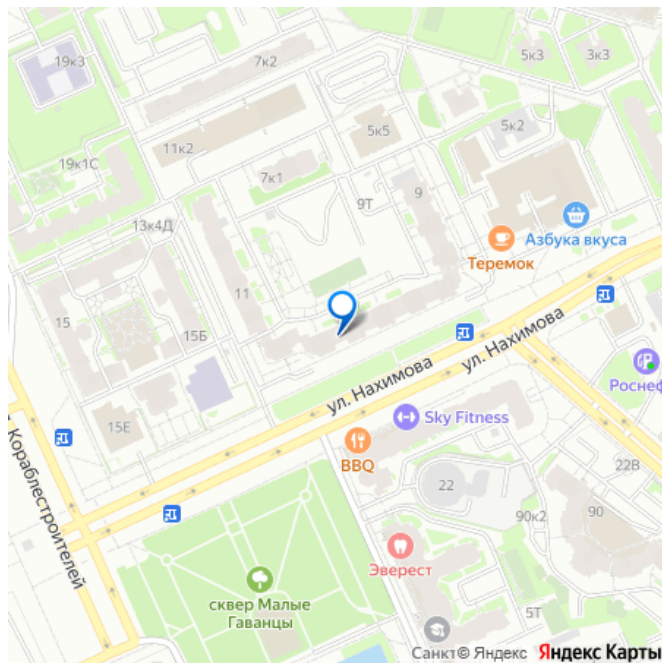 19к3
7к2
5к3
3к3
5к2
5к5
11к2
19к1С
7к1
9
9Т
13к4Д
Азбука вкуса
Теремок
11
15
15Б
ул. Нахимова
ул. Нахимова
Роснеф
Sky Fitness
15Е
BBQ
22В
Кораблестроителей
22
90к2
90
Эверест
сквер Малые
Гаванцы
5Т
Санкт© Яндекс Яндекс Карты